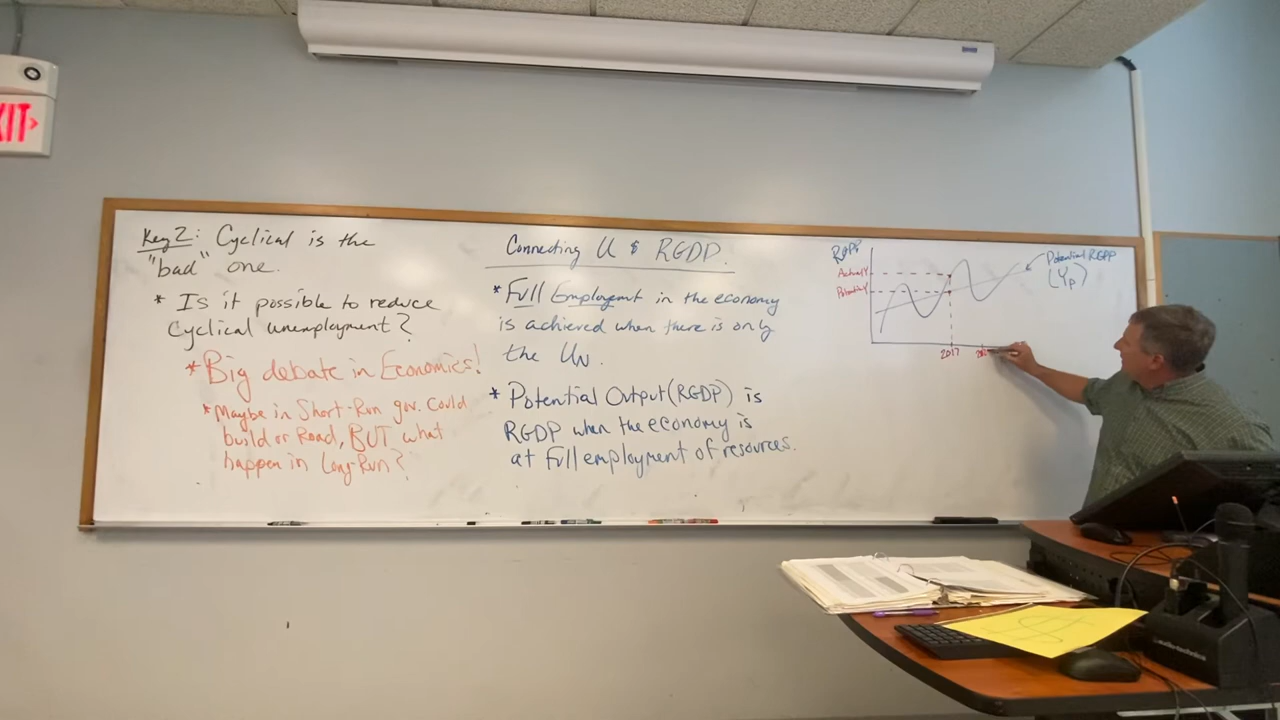 EXIT
Key 2: Cyclical is the
"bad" one.
* Is it possible to reduce
Cyclical unemployment?
* Big debate in Economics!
* Maybe in Short-Run gov. Could
build or Road, BUT what
happen in Long-Run?
Connecting U & RGDP.
* Full Employment in the economy
is achieved when there is only
the UN.
* Potential Output (RGDP) is
RGDP when the economy is
at full employment of resources.
RGDP
Actual Y
Potential Y
Potential RGDP
(Yp)
2017